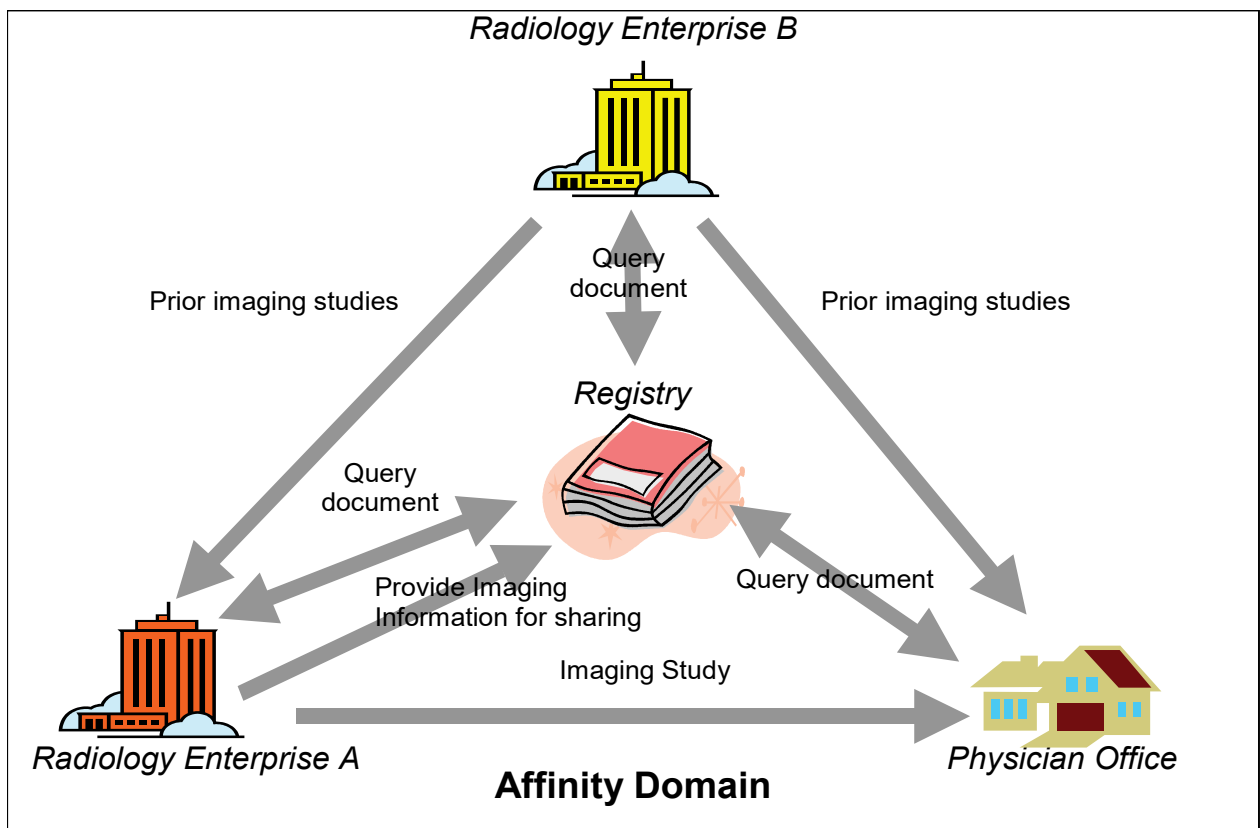 Radiology Enterprise B
Query
document
Prior imaging studies
Prior imaging studies
Registry
Query
document
Provide Imaging
Information for sharing
Query document
Imaging Study
Radiology Enterprise A
Physician Office
Affinity Domain